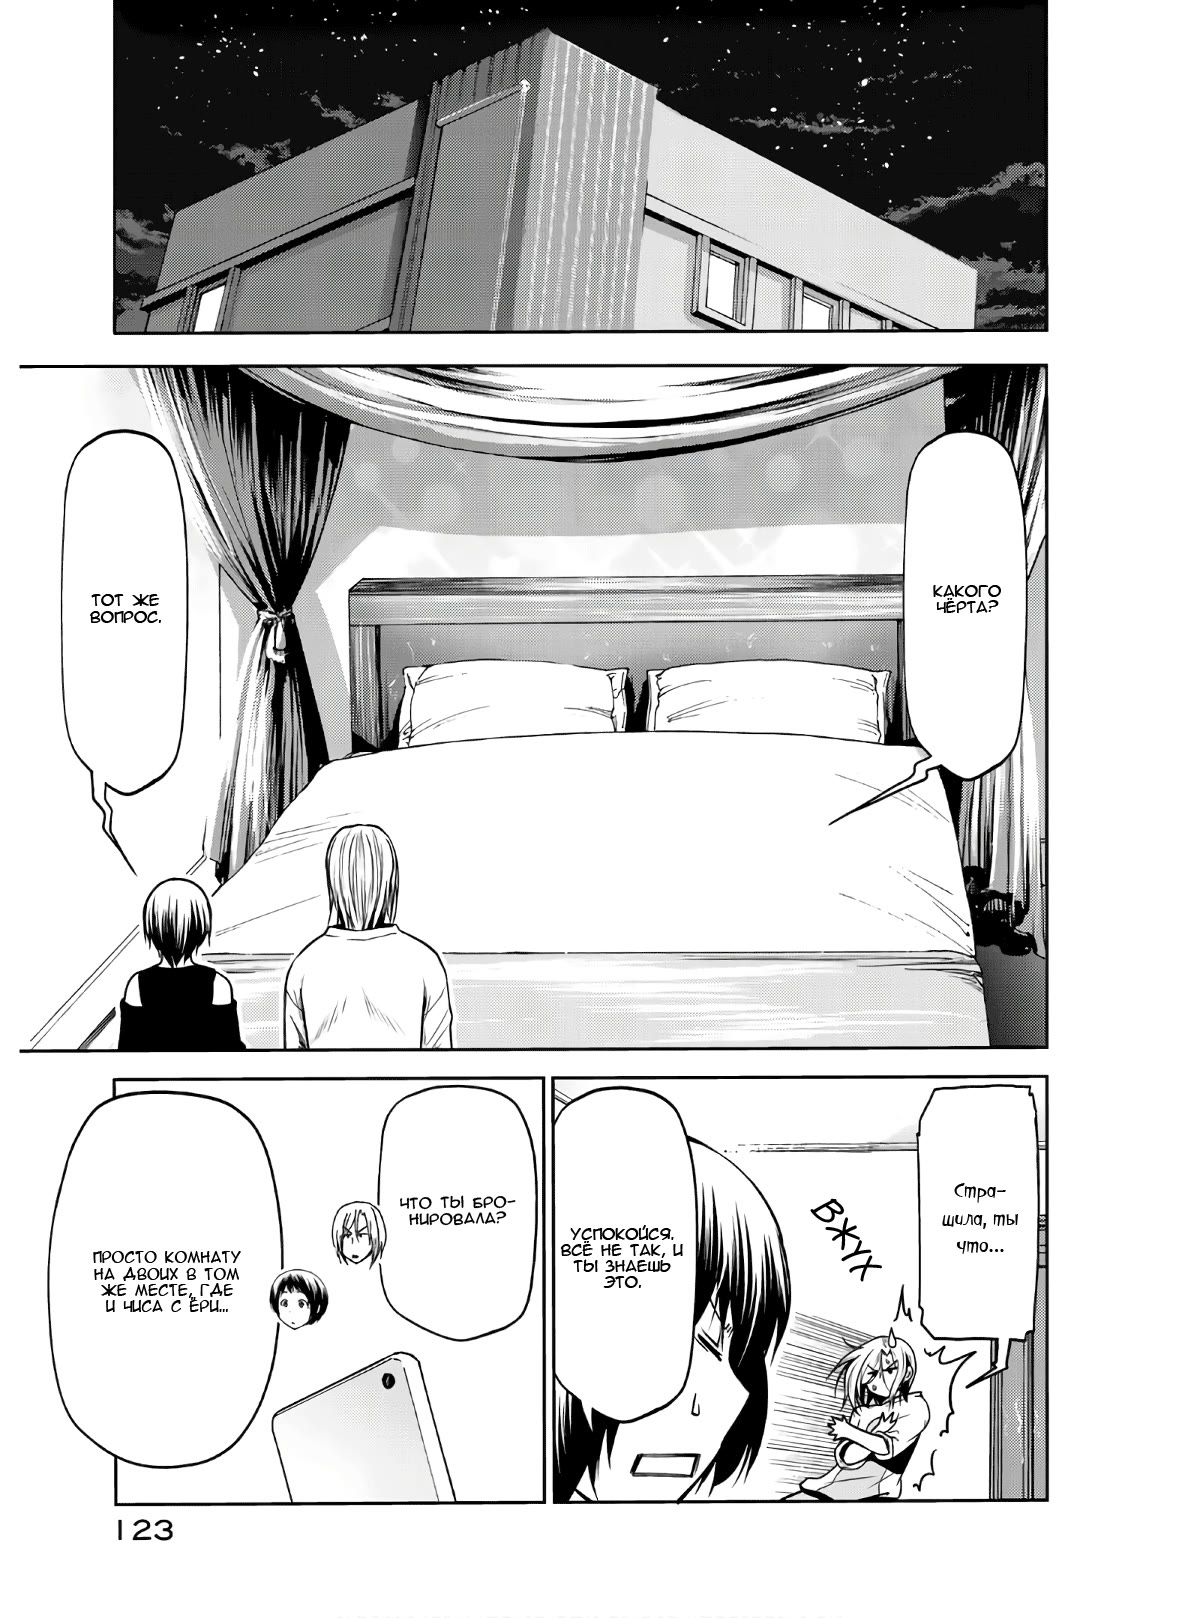 КАКОГО
ЧЁРТА?
ТОТ ЖЕ
ВОПРОС.
Стра-
шила, ты
что...
ВЖУХ
УСПОКОЙСЯ.
ВСЁ НЕ ТАК, И
ТЫ ЗНАЕШЬ
ЭТО.
ЧТО ТЫ БРО-
НИРОВАЛА?
ПРОСТО КОМНАТУ
НА ДВОИХ В ТОМ
ЖЕ МЕСТЕ, ГДЕ
И ЧИСА С ЁРИ...
123